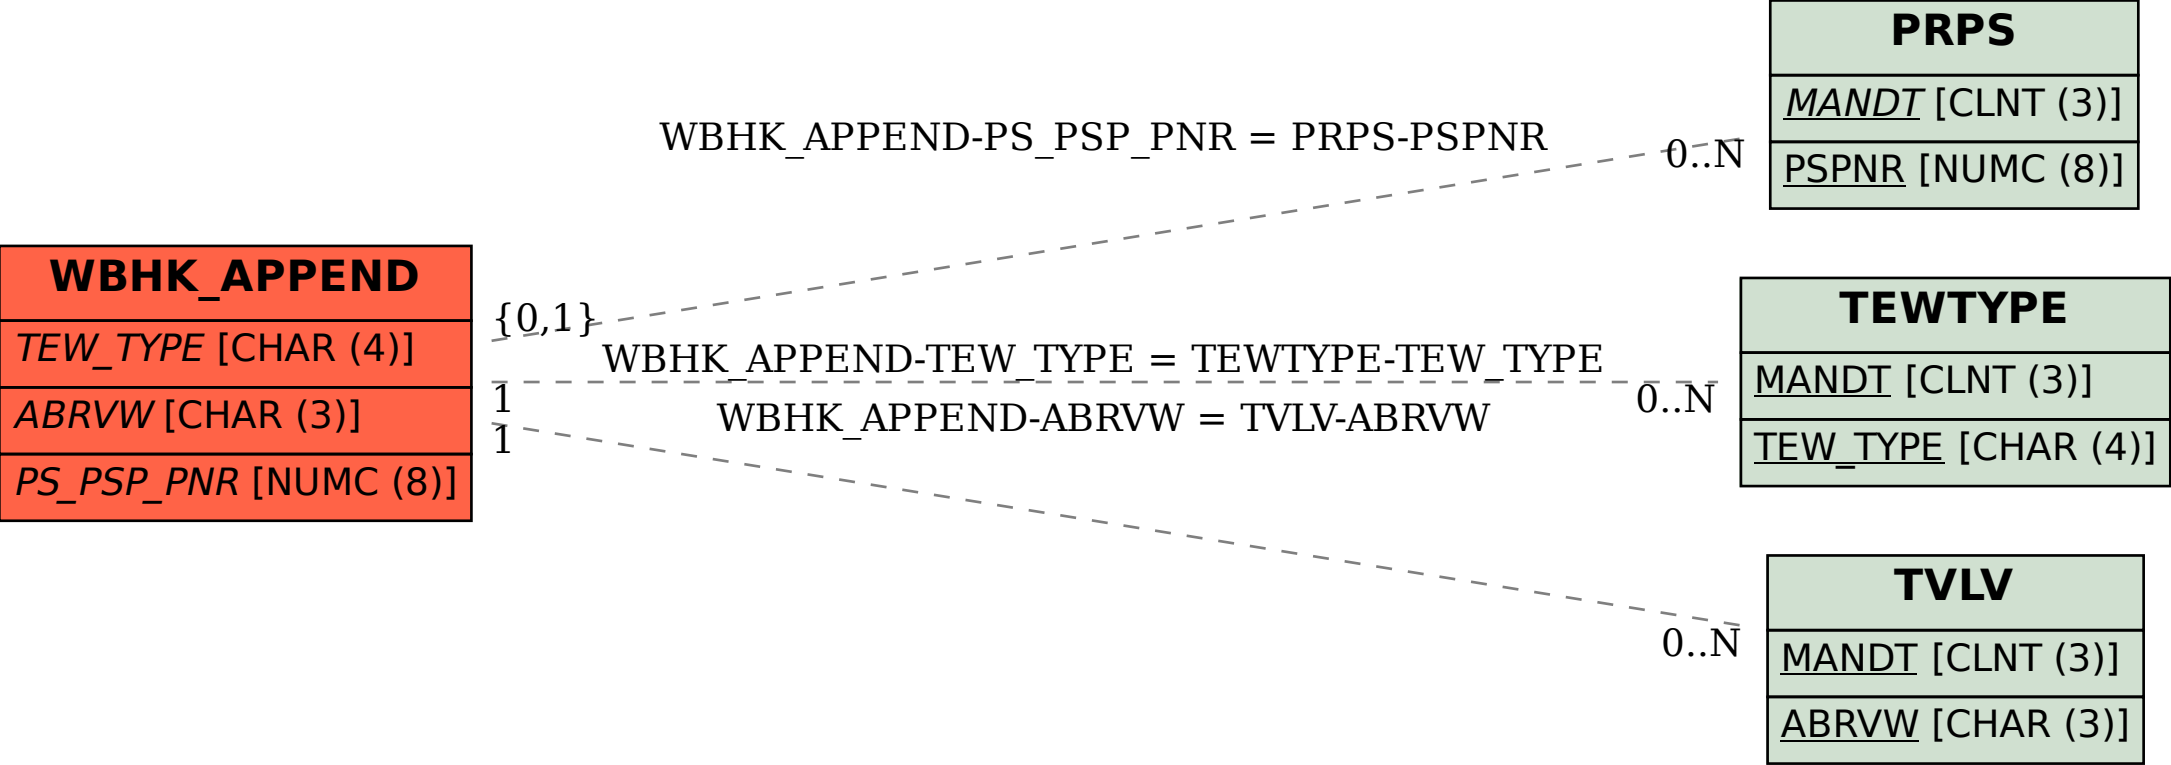 PRPS
MANDT [CLNT (3)]
PSPNR [NUMC (8)]
WBHK_APPEND-PS_PSP_PNR = PRPS-PSPNR
0..N
{0,1}
WBHK_APPEND
TEW_TYPE [CHAR (4)]
ABRVW [CHAR (3)]
PS_PSP_PNR [NUMC (8)]
WBHK_APPEND-TEW_TYPE = TEWTYPE-TEW_TYPE
1
0..N
WBHK_APPEND-ABRVW = TVLV-ABRVW
1
0..N
TEWTYPE
MANDT [CLNT (3)]
TEW_TYPE [CHAR (4)]
TVLV
MANDT [CLNT (3)]
ABRVW [CHAR (3)]